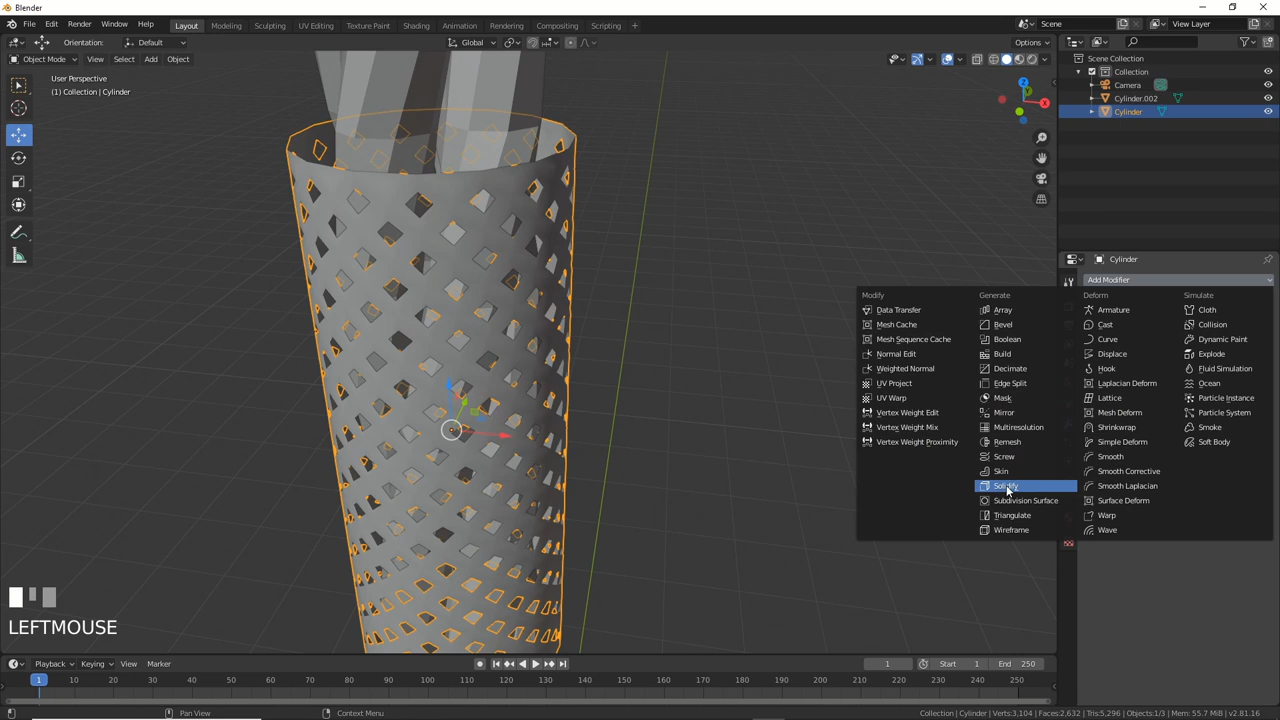 Blender
File Edit Render Window Help Layout Modeling Sculpting UV Editing Texture Paint Shading Animation Rendering Compositing Scripting + Scene View Layer
Orientation: Default Global Options
Object Mode View Select Add Object
User Perspective
(1) Collection | Cylinder
Scene Collection
Collection
Camera
Cylinder.002
Cylinder
Z
Y
X
Cylinder
Add Modifier
Modify Generate Deform Simulate
Data Transfer Array Armature Cloth
Mesh Cache Bevel Cast Collision
Mesh Sequence Cache Boolean Curve Dynamic Paint
Normal Edit Build Displace Explode
Weighted Normal Decimate Hook Fluid Simulation
UV Project Edge Split Laplacian Deform Ocean
UV Warp Mask Lattice Particle Instance
Vertex Weight Edit Mirror Mesh Deform Particle System
Vertex Weight Mix Multiresolution Shrinkwrap Smoke
Vertex Weight Proximity Remesh Simple Deform Soft Body
Screw Smooth
Skin Smooth Corrective
Solidify Smooth Laplacian
Subdivision Surface Surface Deform
Triangulate Warp
Wireframe Wave
LEFTMOUSE
Playback Keying View Marker 1 Start 1 End 250
1 10 20 30 40 50 60 70 80 90 100 110 120 130 140 150 160 170 180 190 200 210 220 230 240 250
Pan View Context Menu Collection | Cylinder | Verts:3,104 | Faces:2,632 | Tris:5,296 | Objects:1/3 | Mem: 55.7 MiB | v2.81.16